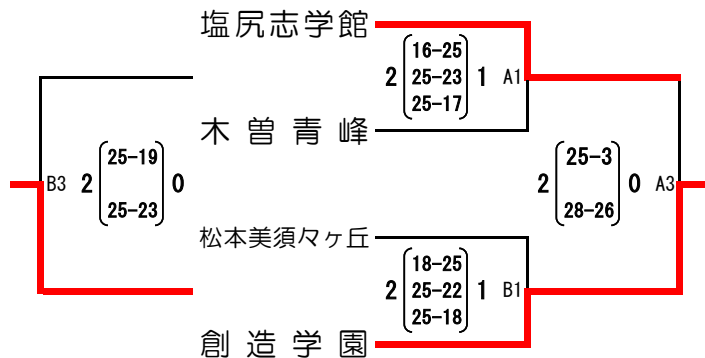 塩尻志学館
2 16-25 25-23 25-17 1 A1
木曽青峰
B3 2 25-19 25-23 0
2 25-3 28-26 0 A3
松本美須々ヶ丘
2 18-25 25-22 25-18 1 B1
創造学園